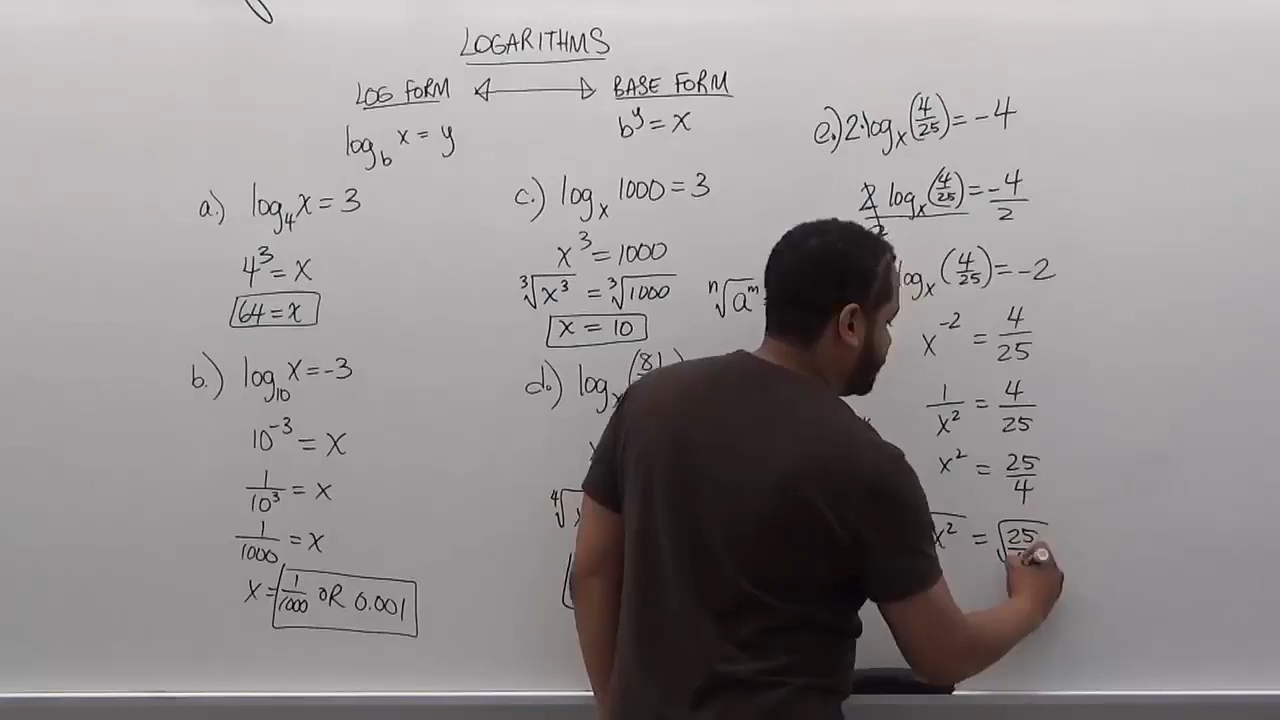 LOGARITHMS
LOG FORM ↔ BASE FORM
log_b x = y
b^y = x
a.) log_4 x = 3
4^3 = x
64 = x
b.) log_10 x = -3
10^-3 = x
1/10^3 = x
1/1000 = x
x = 1/1000 OR 0.001
c.) log_x 1000 = 3
x^3 = 1000
∛x^3 = ∛1000
x = 10
ⁿ√a^m
d.) log_x (81
e.) 2·log_x (4/25) = -4
2 log_x (4/25) = -4/2
log_x (4/25) = -2
x^-2 = 4/25
1/x^2 = 4/25
x^2 = 25/4
x^2 = √25